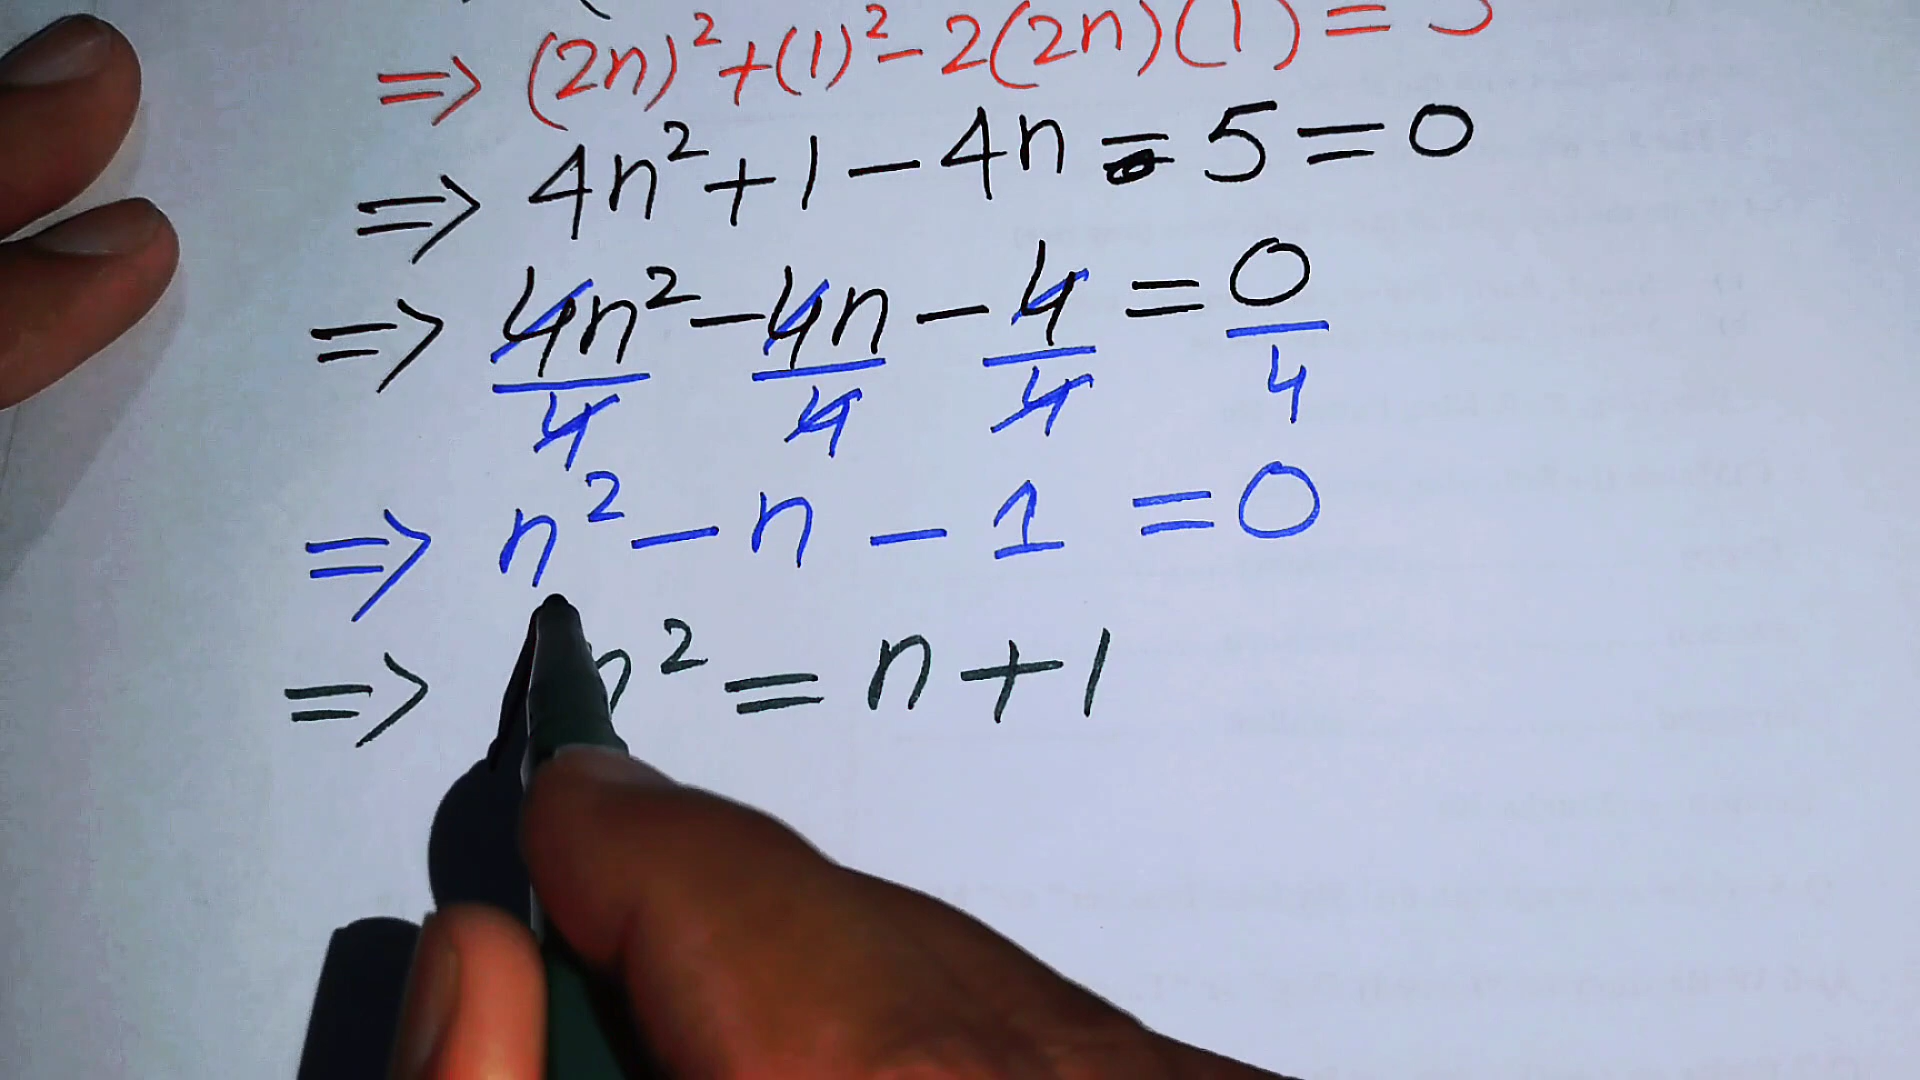 => (2n)² + (1)² - 2(2n)(1) = 5
=> 4n² + 1 - 4n - 5 = 0
=> 4n²/4 - 4n/4 - 4/4 = 0/4
=> n² - n - 1 = 0
=> n² = n + 1